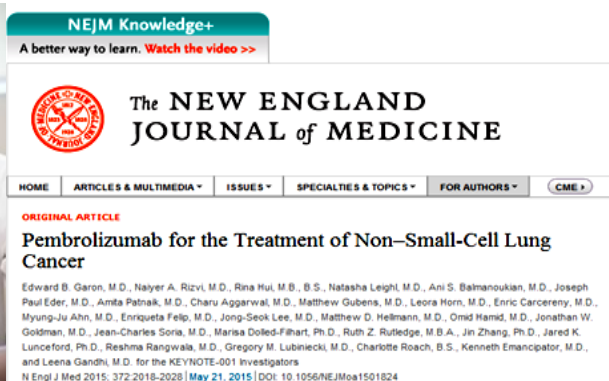 NEJM Knowledge+
A better way to learn. Watch the video >>
The NEW ENGLAND
JOURNAL of MEDICINE
HOME ARTICLES & MULTIMEDIA ISSUES SPECIALTIES & TOPICS FOR AUTHORS CME
ORIGINAL ARTICLE
Pembrolizumab for the Treatment of Non–Small-Cell Lung
Cancer
Edward B. Garon, M.D., Naiyer A. Rizvi, M.D., Rina Hui, M.B., B.S., Natasha Leighl, M.D., Ani S. Balmanoukian, M.D., Joseph
Paul Eder, M.D., Amita Patnaik, M.D., Charu Aggarwal, M.D., Matthew Gubens, M.D., Leora Horn, M.D., Enric Carcereny, M.D.,
Myung-Ju Ahn, M.D., Enriqueta Felip, M.D., Jong-Seok Lee, M.D., Matthew D. Hellmann, M.D., Omid Hamid, M.D., Jonathan W.
Goldman, M.D., Jean-Charles Soria, M.D., Marisa Dolled-Filhart, Ph.D., Ruth Z. Rutledge, M.B.A., Jin Zhang, Ph.D., Jared K.
Lunceford, Ph.D., Reshma Rangwala, M.D., Gregory M. Lubiniecki, M.D., Charlotte Roach, B.S., Kenneth Emancipator, M.D.,
and Leena Gandhi, M.D. for the KEYNOTE-001 Investigators
N Engl J Med 2015; 372:2018-2028 | May 21, 2015 | DOI: 10.1056/NEJMoa1501824